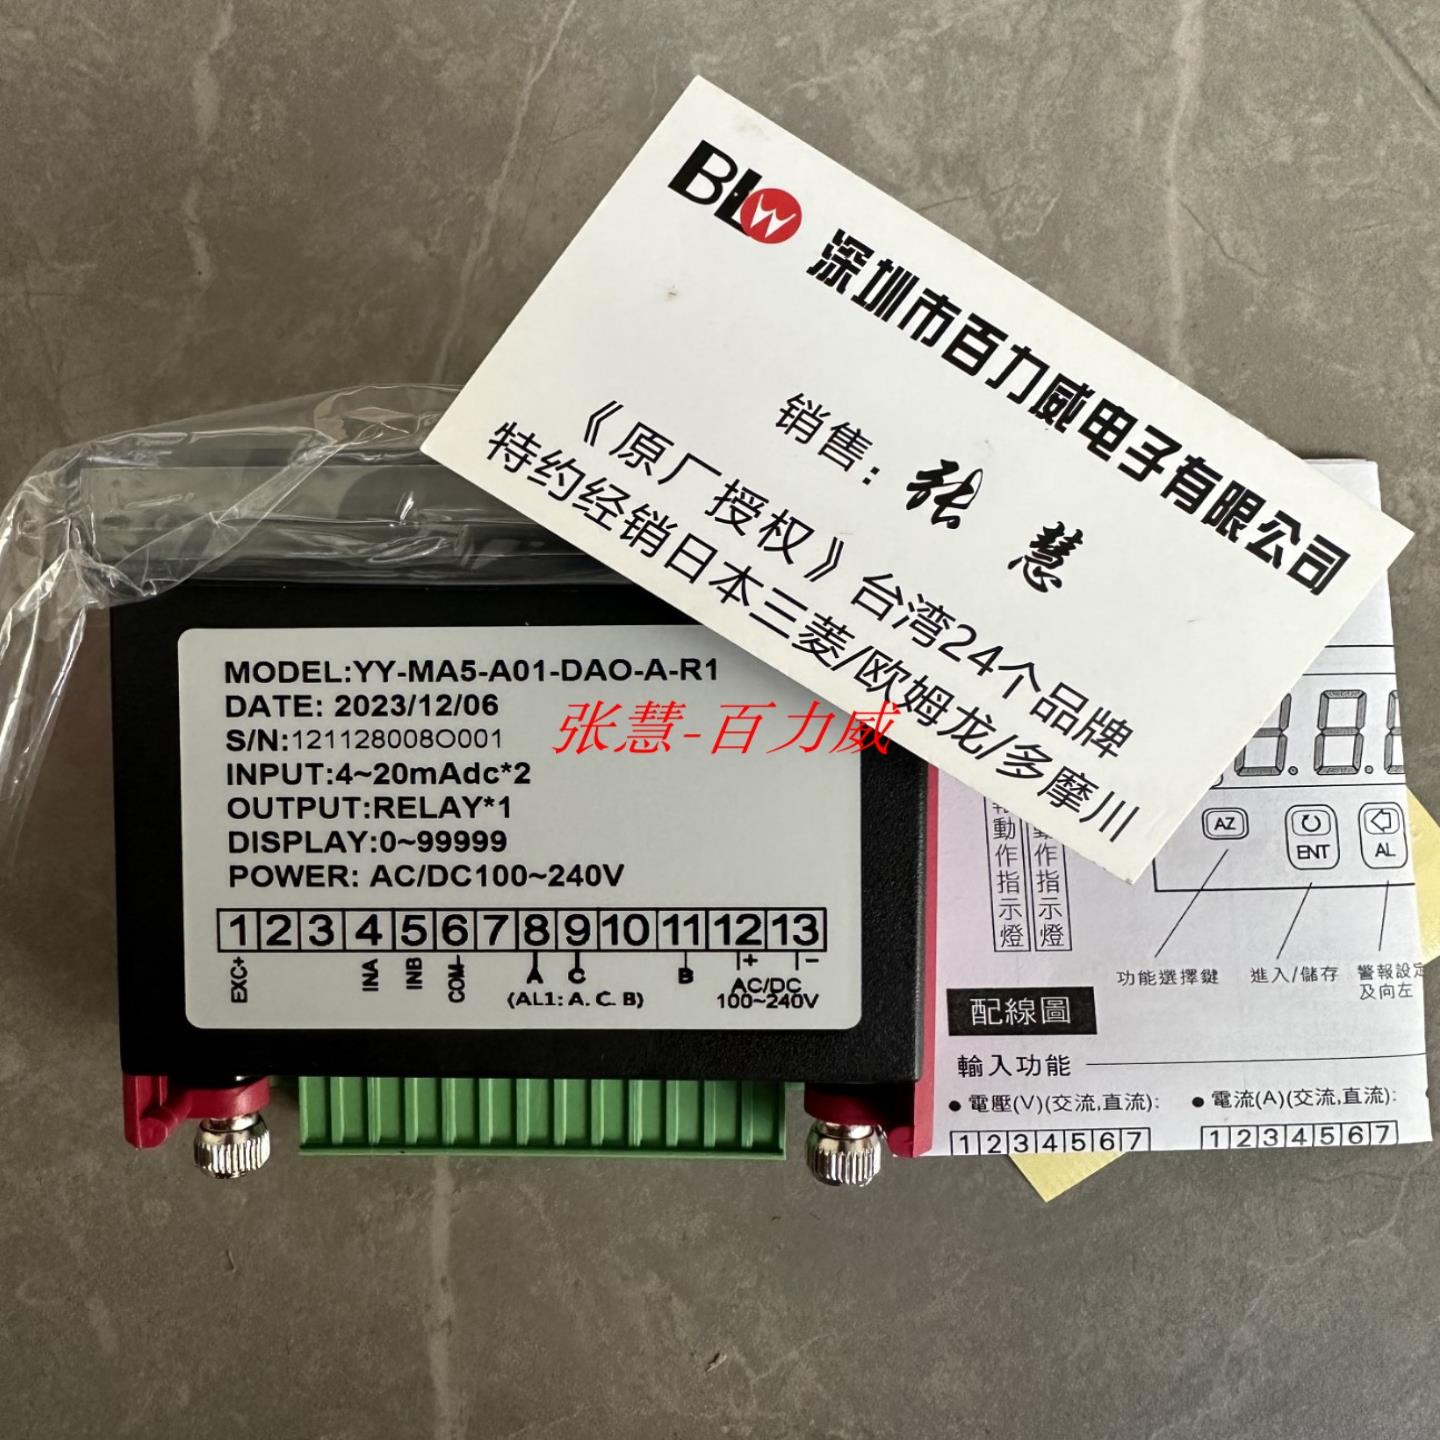 BLW
深圳市百力威电子有限公司
销售：张 慧
《原厂授权》台湾24个品牌
特约经销日本三菱/欧姆龙/多摩川
MODEL:YY-MA5-A01-DAO-A-R1
DATE: 2023/12/06
S/N:121128008O001
INPUT:4~20mAdc*2
OUTPUT:RELAY*1
DISPLAY:0~99999
POWER: AC/DC100~240V
1 2 3 4 5 6 7 8 9 10 11 12 13
EXC+ INA INB COM- A C B + -
(AL1: A. C. B)
AC/DC
100~240V
张慧-百力威
動作指示燈
動作指示燈
AZ
ENT
AL
功能選擇鍵
進入/儲存
警報設定
及向左
配線圖
輸入功能
● 電壓(V)(交流,直流):
● 電流(A)(交流,直流):
1 2 3 4 5 6 7
1 2 3 4 5 6 7